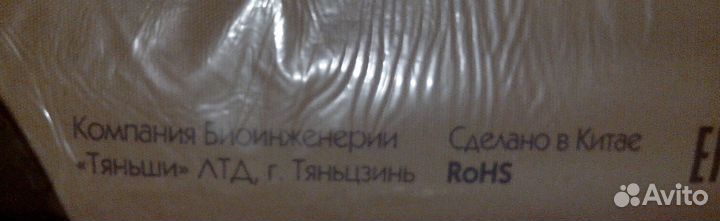 Компания Биоинженерии
«Тяньши» ЛТД, г. Тяньцзинь
Сделано в Китае
RoHS
Avito